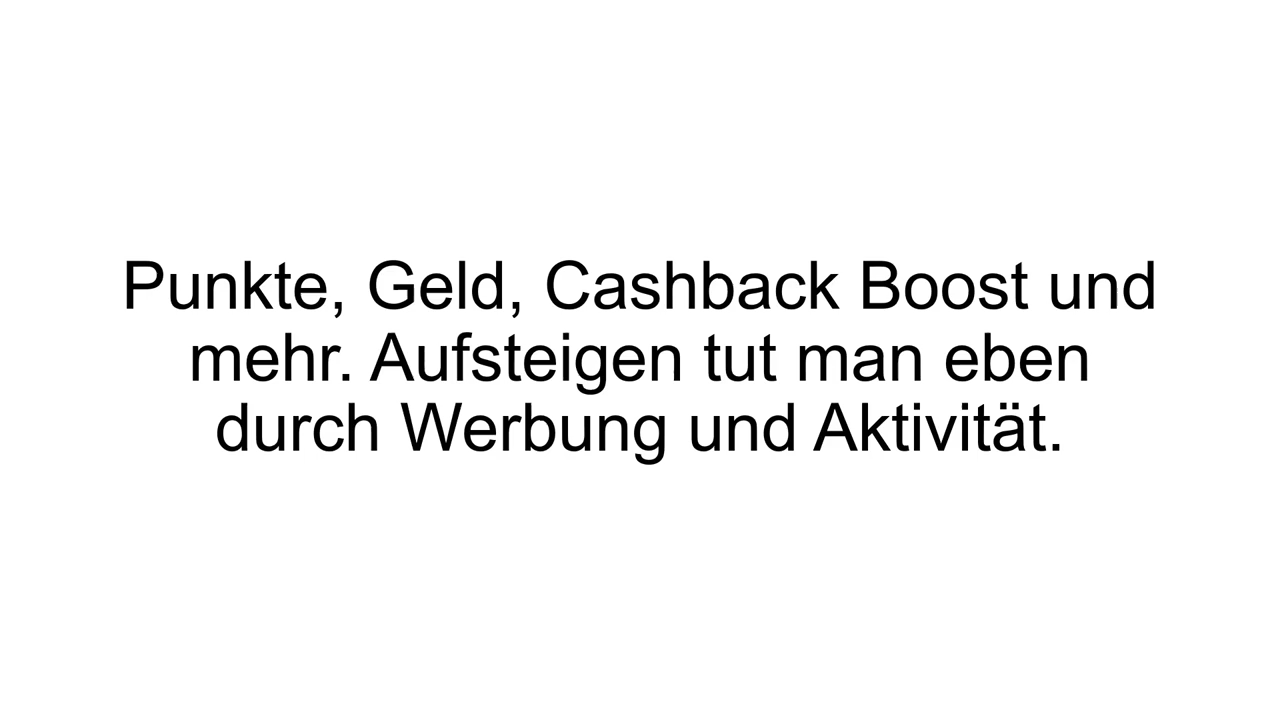 Punkte, Geld, Cashback Boost und
mehr. Aufsteigen tut man eben
durch Werbung und Aktivität.